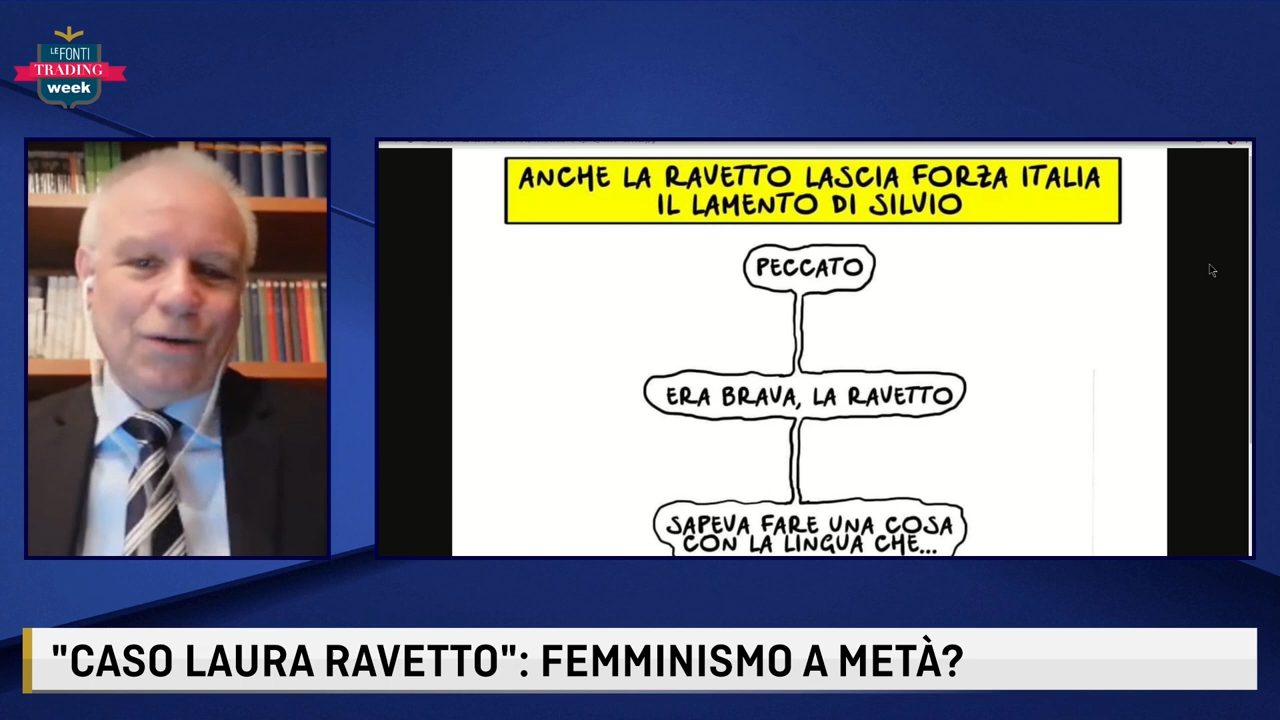 LE FONTI
TRADING
week
ANCHE LA RAVETTO LASCIA FORZA ITALIA
IL LAMENTO DI SILVIO
PECCATO
ERA BRAVA, LA RAVETTO
SAPEVA FARE UNA COSA
CON LA LINGUA CHE...
"CASO LAURA RAVETTO": FEMMINISMO A METÀ?